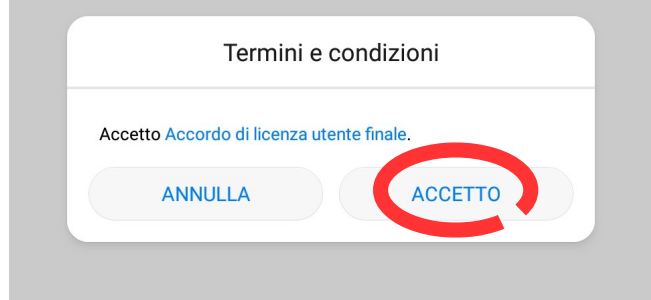 Termini e condizioni
Accetto Accordo di licenza utente finale.
ANNULLA
ACCETTO